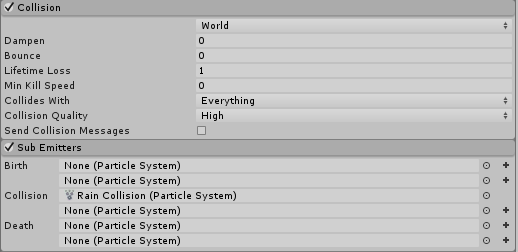 Collision
World
Dampen 0
Bounce 0
Lifetime Loss 1
Min Kill Speed 0
Collides With Everything
Collision Quality High
Send Collision Messages
Sub Emitters
Birth None (Particle System)
None (Particle System)
Collision Rain Collision (Particle System)
None (Particle System)
Death None (Particle System)
None (Particle System)